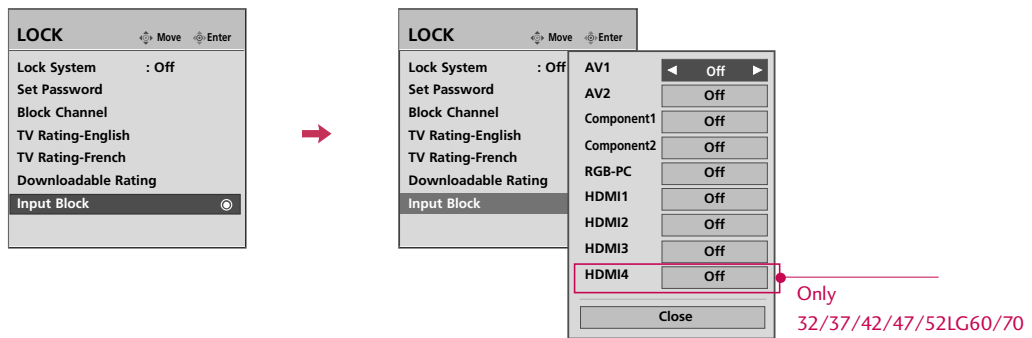 LOCK Move Enter
Lock System : Off
Set Password
Block Channel
TV Rating-English
TV Rating-French
Downloadable Rating
Input Block
LOCK Move Enter
Lock System : Off
Set Password
Block Channel
TV Rating-English
TV Rating-French
Downloadable Rating
Input Block
AV1 Off
AV2 Off
Component1 Off
Component2 Off
RGB-PC Off
HDMI1 Off
HDMI2 Off
HDMI3 Off
HDMI4 Off
Close
Only
32/37/42/47/52LG60/70